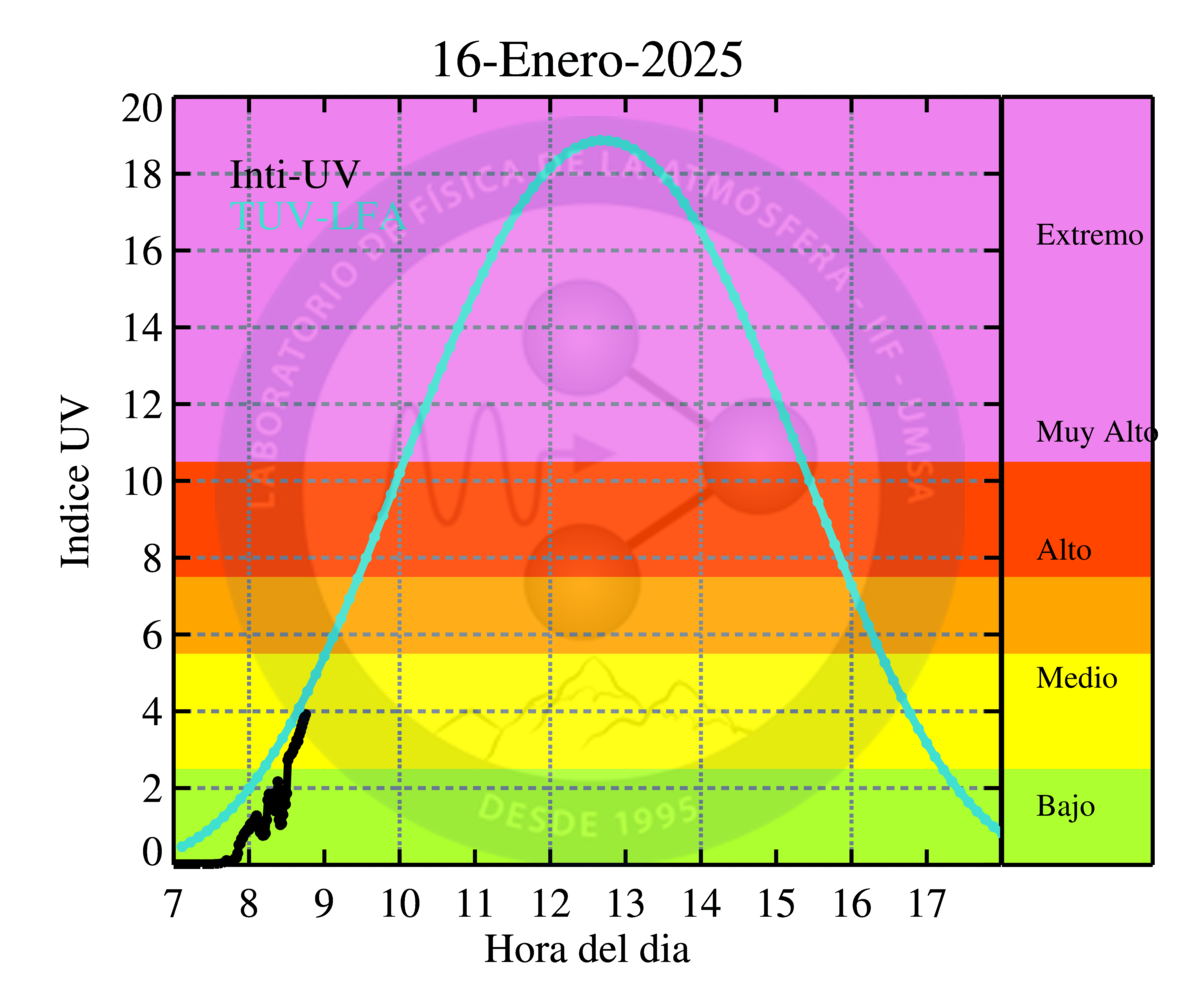 16-Enero-2025
Indice UV
20
18
16
14
12
10
8
6
4
2
0
Inti-UV
TUV-LFA
LABORATORIO DE FÍSICA DE LA ATMÓSFERA - IIF - UMSA
DESDE 1995
Extremo
Muy Alto
Alto
Medio
Bajo
7 8 9 10 11 12 13 14 15 16 17
Hora del dia